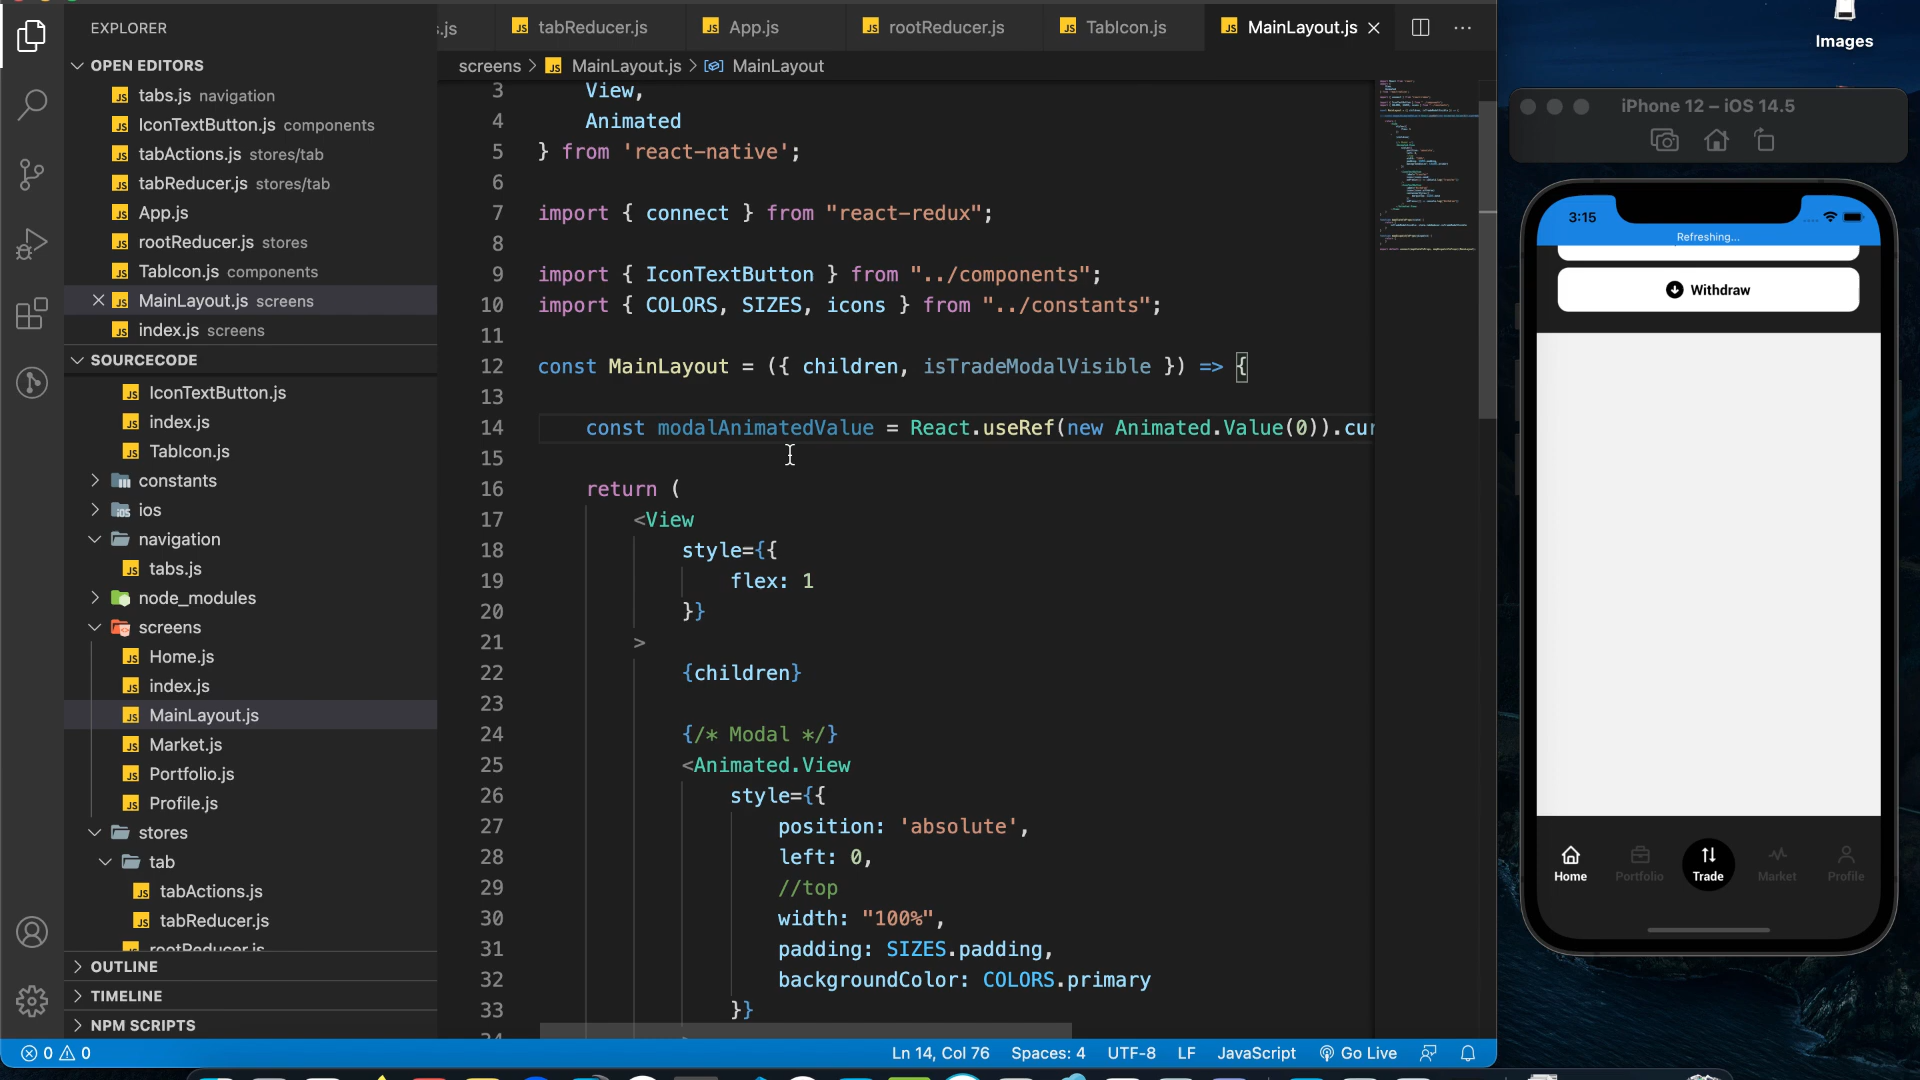 EXPLORER
OPEN EDITORS
tabs.js navigation
IconTextButton.js components
tabActions.js stores/tab
tabReducer.js stores/tab
App.js
rootReducer.js stores
TabIcon.js components
MainLayout.js screens
index.js screens
SOURCECODE
IconTextButton.js
index.js
TabIcon.js
constants
ios
navigation
tabs.js
node_modules
screens
Home.js
index.js
MainLayout.js
Market.js
Portfolio.js
Profile.js
stores
tab
tabActions.js
tabReducer.js
rootReducer.js
OUTLINE
TIMELINE
NPM SCRIPTS
.js tabReducer.js App.js rootReducer.js TabIcon.js MainLayout.js
screens > MainLayout.js > MainLayout
3 View,
4 Animated
5 } from 'react-native';
6
7 import { connect } from "react-redux";
8
9 import { IconTextButton } from "../components";
10 import { COLORS, SIZES, icons } from "../constants";
11
12 const MainLayout = ({ children, isTradeModalVisible }) => {
13
14 const modalAnimatedValue = React.useRef(new Animated.Value(0)).cur
15
16 return (
17 <View
18 style={{
19 flex: 1
20 }}
21 >
22 {children}
23
24 {/* Modal */}
25 <Animated.View
26 style={{
27 position: 'absolute',
28 left: 0,
29 //top
30 width: "100%",
31 padding: SIZES.padding,
32 backgroundColor: COLORS.primary
33 }}
0 0 Ln 14, Col 76 Spaces: 4 UTF-8 LF JavaScript Go Live
Images
iPhone 12 – iOS 14.5
3:15
Refreshing...
Withdraw
Home Portfolio Trade Market Profile